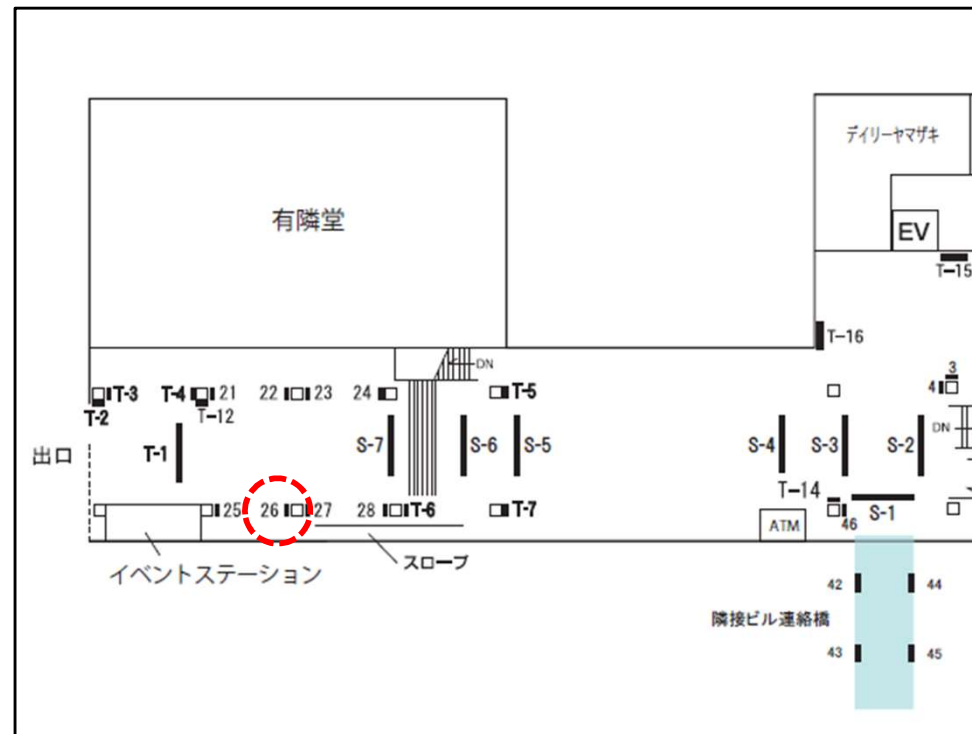 デイリーヤマザキ
有隣堂
EV
T-15
T-16
DN
3
T-3
T-4
21
22
23
24
T-5
4
T-2
T-12
DN
出口
T-1
S-7
S-6
S-5
S-4
S-3
S-2
T-14
25
26
27
28
T-6
T-7
ATM
46
S-1
イベントステーション
スロープ
42
44
隣接ビル連絡橋
43
45